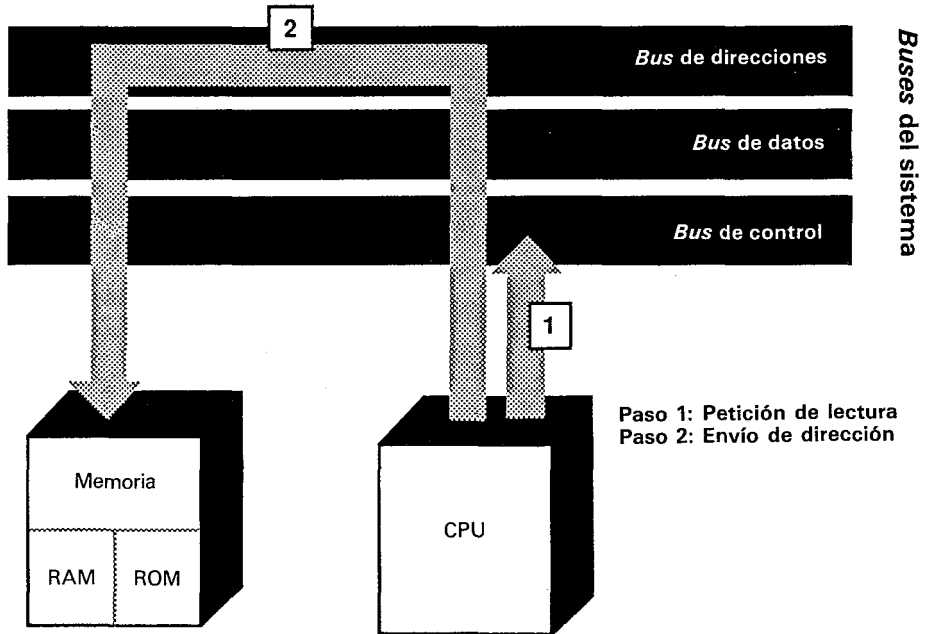 2
Bus de direcciones
Bus de datos
Bus de control
Buses del sistema
1
Paso 1: Petición de lectura
Paso 2: Envío de dirección
Memoria
RAM
ROM
CPU